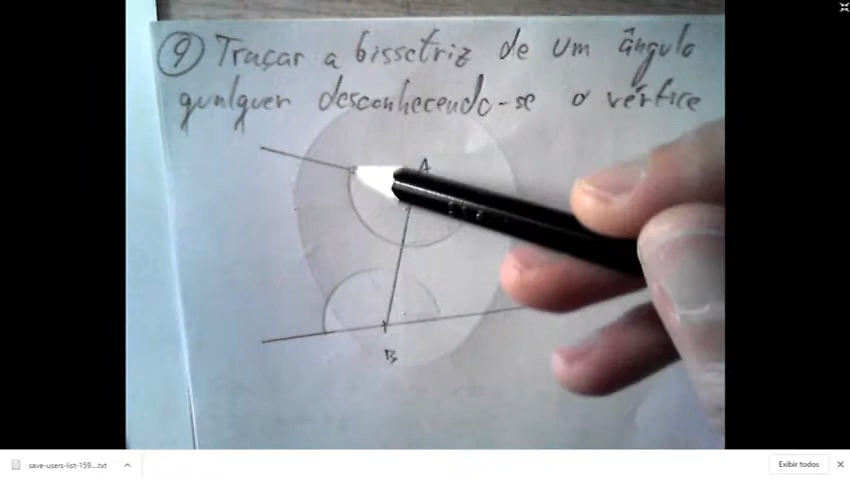 9 Traçar a bissetriz de um ângulo
qualquer desconhecendo-se o vértice
A
B
save-users-list-159....txt
Exibir todos